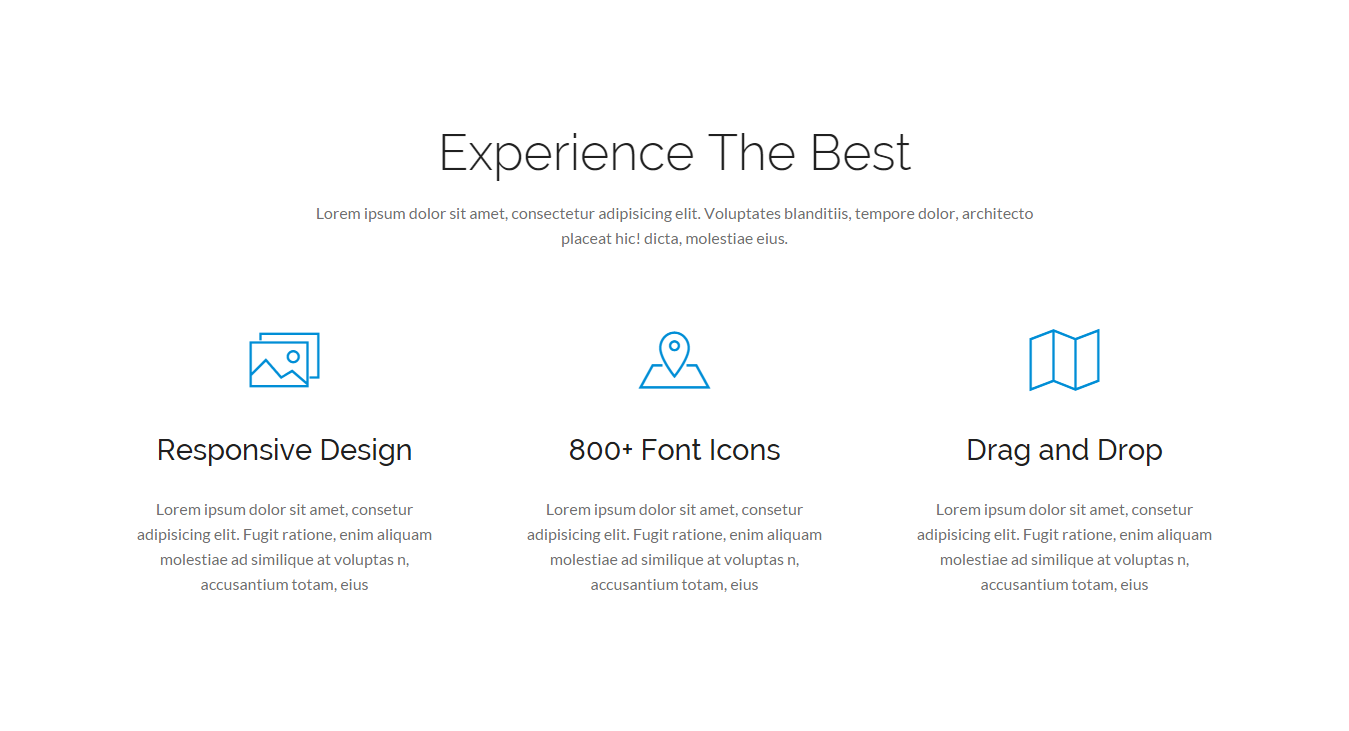 Experience The Best
Lorem ipsum dolor sit amet, consectetur adipisicing elit. Voluptates blanditiis, tempore dolor, architecto
placeat hic! dicta, molestiae eius.
Responsive Design
Lorem ipsum dolor sit amet, consetur
adipisicing elit. Fugit ratione, enim aliquam
molestiae ad similique at voluptas n,
accusantium totam, eius
800+ Font Icons
Lorem ipsum dolor sit amet, consetur
adipisicing elit. Fugit ratione, enim aliquam
molestiae ad similique at voluptas n,
accusantium totam, eius
Drag and Drop
Lorem ipsum dolor sit amet, consetur
adipisicing elit. Fugit ratione, enim aliquam
molestiae ad similique at voluptas n,
accusantium totam, eius